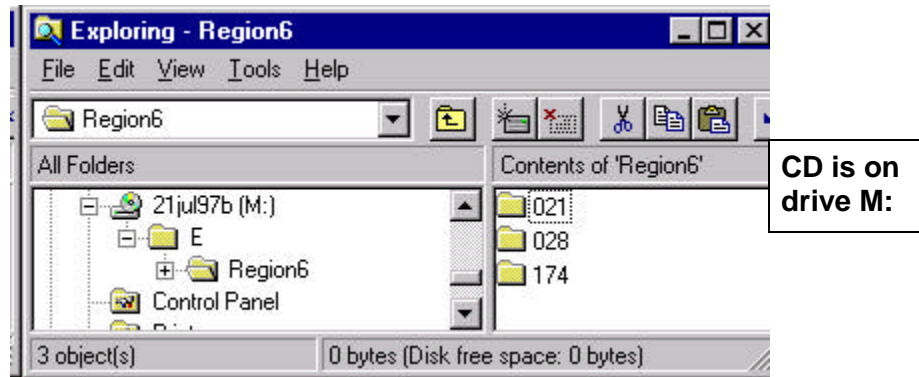 Exploring - Region6
File Edit View Tools Help
Region6
All Folders
Contents of 'Region6'
21jul97b (M:)
E
Region6
Control Panel
021
028
174
3 object(s)
0 bytes (Disk free space: 0 bytes)
CD is on
drive M: